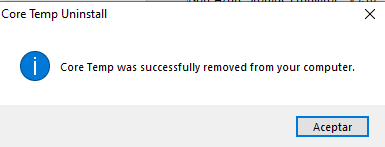 Core Temp Uninstall
Core Temp was successfully removed from your computer.
Aceptar